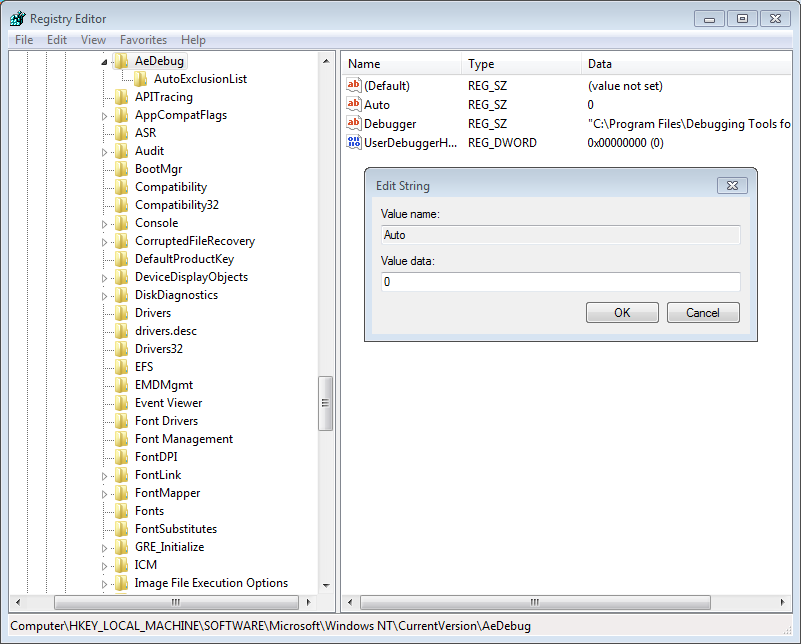 Registry Editor
File Edit View Favorites Help
AeDebug
AutoExclusionList
APITracing
AppCompatFlags
ASR
Audit
BootMgr
Compatibility
Compatibility32
Console
CorruptedFileRecovery
DefaultProductKey
DeviceDisplayObjects
DiskDiagnostics
Drivers
drivers.desc
Drivers32
EFS
EMDMgmt
Event Viewer
Font Drivers
Font Management
FontDPI
FontLink
FontMapper
Fonts
FontSubstitutes
GRE_Initialize
ICM
Image File Execution Options
Name Type Data
ab (Default) REG_SZ (value not set)
ab Auto REG_SZ 0
ab Debugger REG_SZ "C:\Program Files\Debugging Tools fo
UserDebuggerH... REG_DWORD 0x00000000 (0)
Edit String
Value name:
Auto
Value data:
0
OK Cancel
Computer\HKEY_LOCAL_MACHINE\SOFTWARE\Microsoft\Windows NT\CurrentVersion\AeDebug